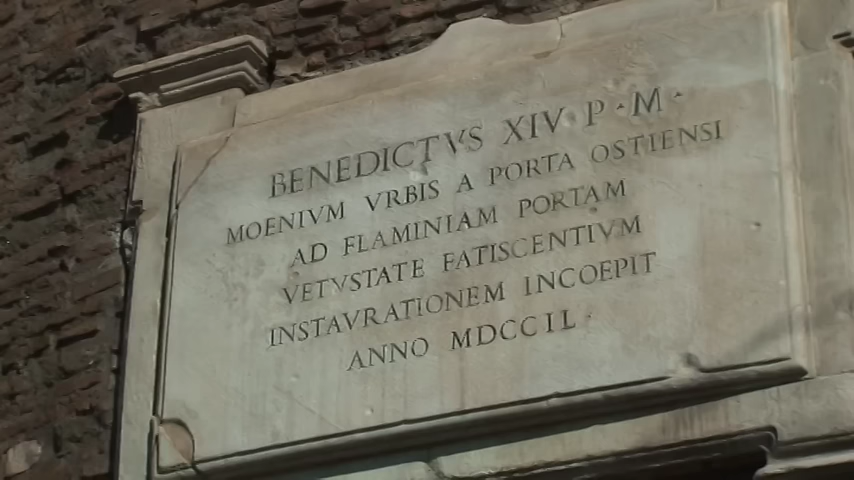 BENEDICTVS XIV P·M·
MOENIVM VRBIS A PORTA OSTIENSI
AD FLAMINIAM PORTAM
VETVSTATE FATISCENTIVM
INSTAVRATIONEM INCOEPIT
ANNO MDCCIL·